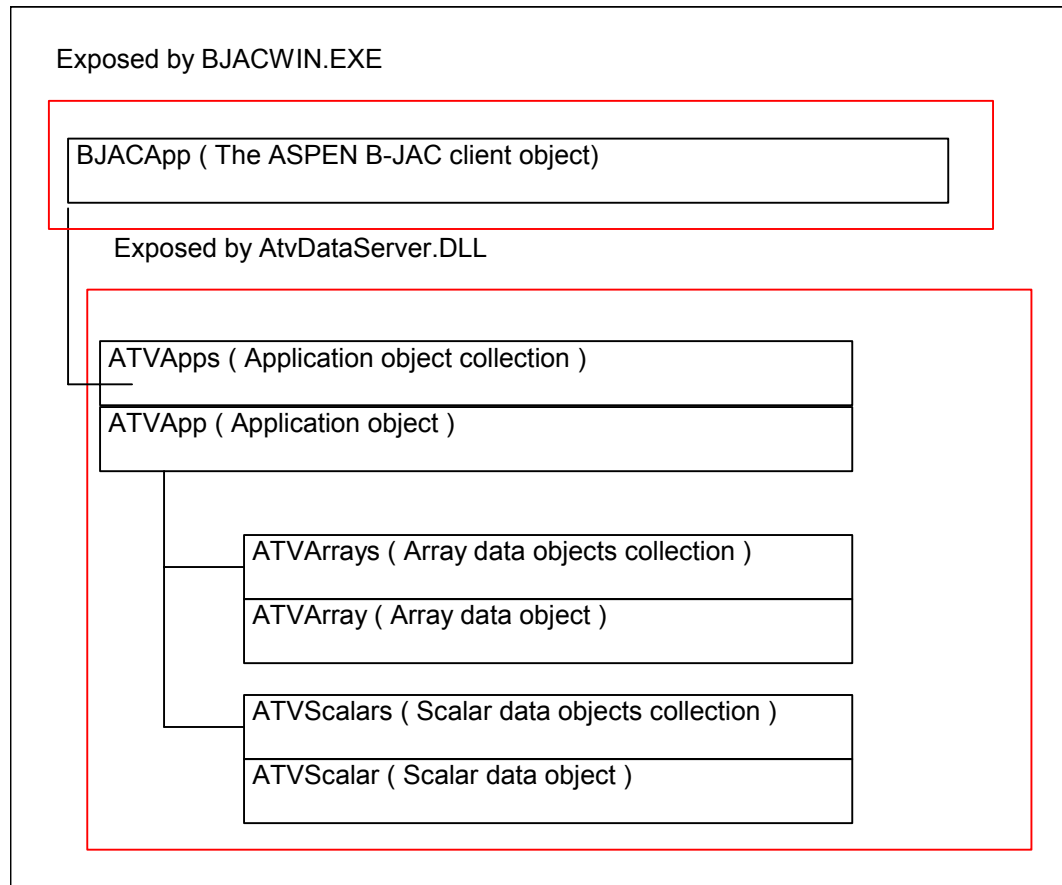 Exposed by BJACWIN.EXE
BJACApp ( The ASPEN B-JAC client object)
Exposed by AtvDataServer.DLL
ATVApps ( Application object collection )
ATVApp ( Application object )
ATVArrays ( Array data objects collection )
ATVArray ( Array data object )
ATVScalars ( Scalar data objects collection )
ATVScalar ( Scalar data object )